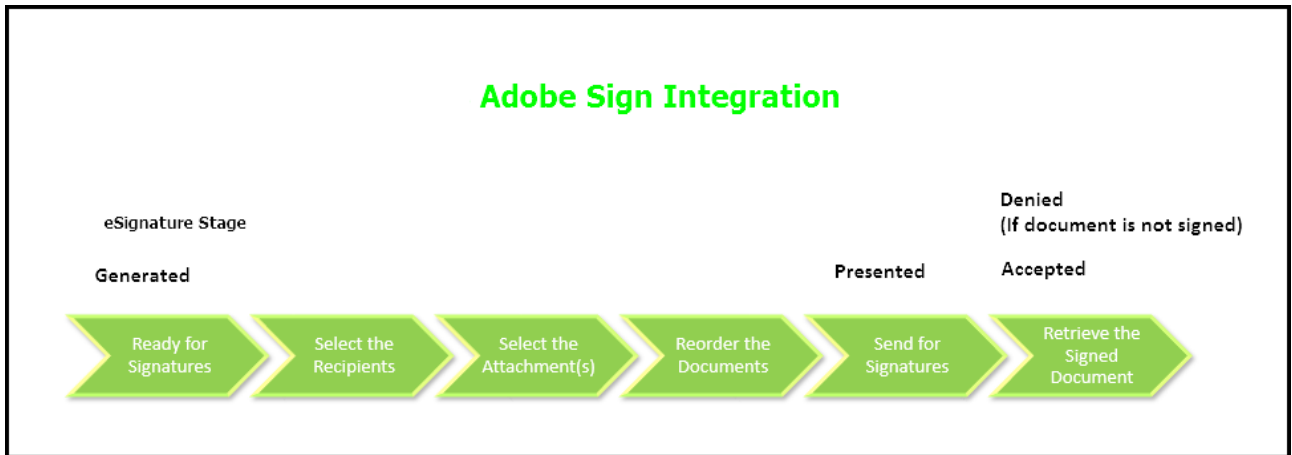 Adobe Sign Integration
eSignature Stage
Denied
(If document is not signed)
Generated
Presented
Accepted
Ready for
Signatures
Select the
Recipients
Select the
Attachment(s)
Reorder the
Documents
Send for
Signatures
Retrieve the
Signed
Document